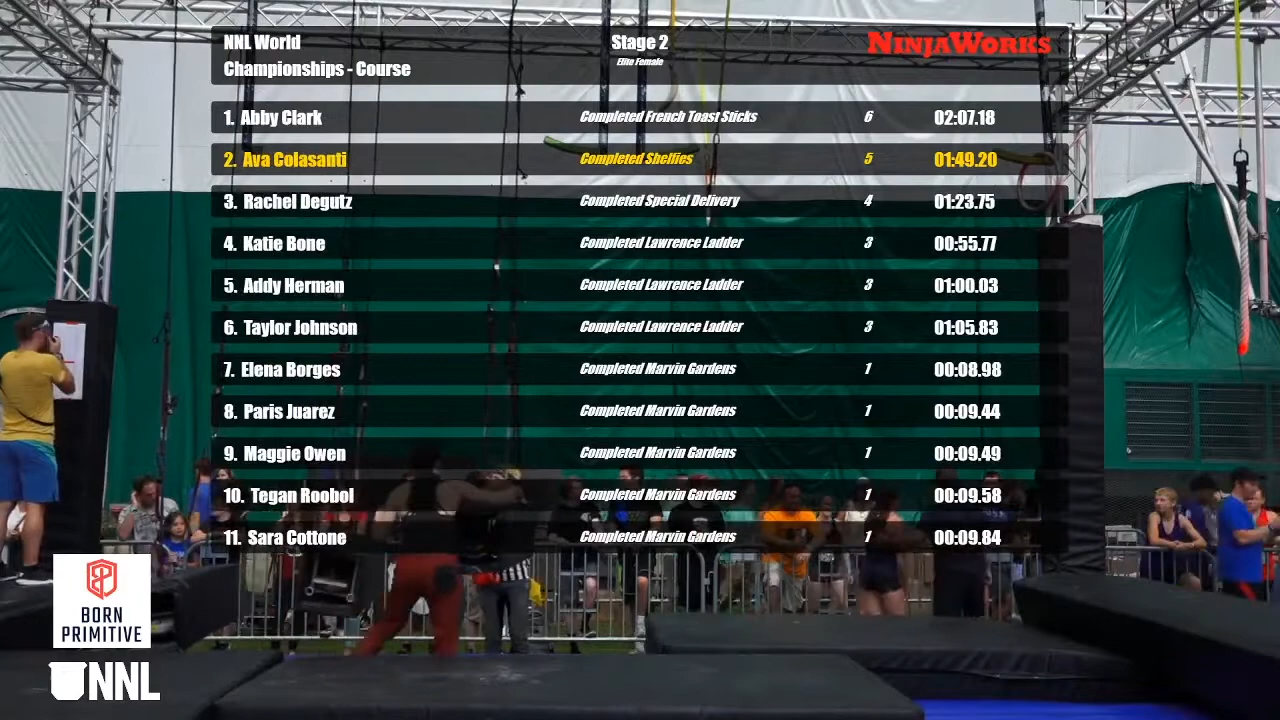 NNL World
Championships - Course
Stage 2
Elite Female
NINJAWORKS
1. Abby Clark Completed French Toast Sticks 6 02:07.18
2. Ava Colasanti Completed Shelfies 5 01:49.20
3. Rachel Degutz Completed Special Delivery 4 01:23.75
4. Katie Bone Completed Lawrence Ladder 3 00:55.77
5. Addy Herman Completed Lawrence Ladder 3 01:00.03
6. Taylor Johnson Completed Lawrence Ladder 3 01:05.83
7. Elena Borges Completed Marvin Gardens 1 00:08.98
8. Paris Juarez Completed Marvin Gardens 1 00:09.44
9. Maggie Owen Completed Marvin Gardens 1 00:09.49
10. Tegan Roobol Completed Marvin Gardens 1 00:09.58
11. Sara Cottone Completed Marvin Gardens 1 00:09.84
BORN
PRIMITIVE
NNL